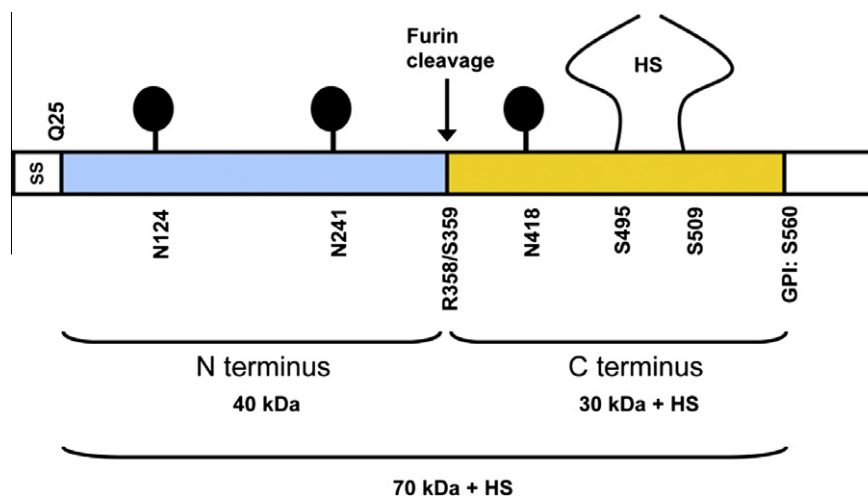 Furin
cleavage
HS
Q25
SS
N124
N241
R358/S359
N418
S495
S509
GPI: S560
N terminus
C terminus
40 kDa
30 kDa + HS
70 kDa + HS